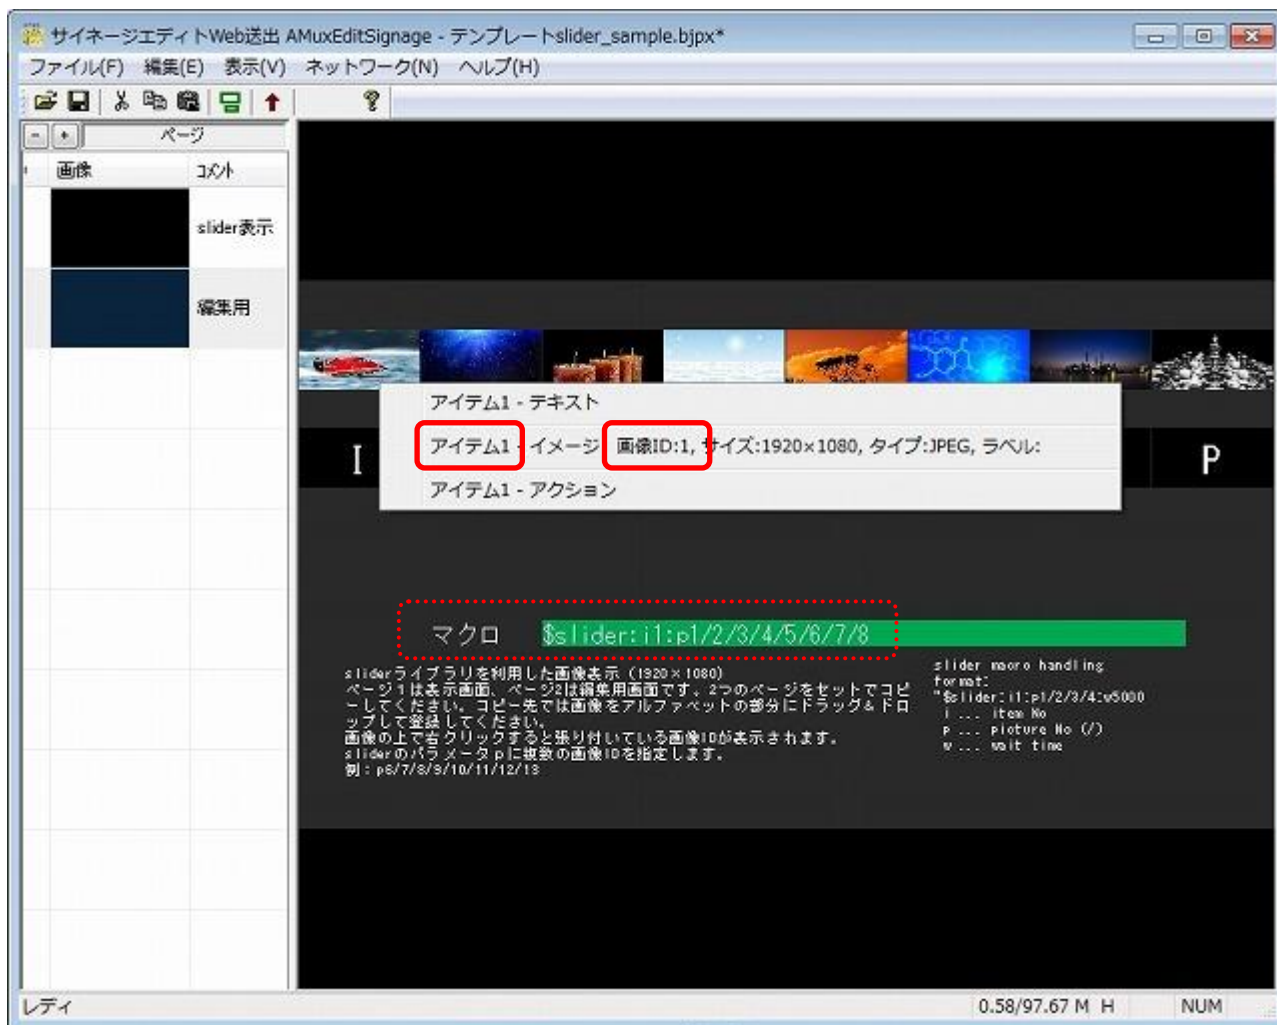 サイネージエディトWeb送出 AMuxEditSignage - テンプレートslider_sample.bjpx*
ファイル(F) 編集(E) 表示(V) ネットワーク(N) ヘルプ(H)
- + ページ
画像 コメント
slider表示
編集用
アイテム1 - テキスト
アイテム1 - イメージ 画像ID:1, サイズ:1920×1080, タイプ:JPEG, ラベル:
アイテム1 - アクション
I P
マクロ $slider:i1:p1/2/3/4/5/6/7/8
sliderライブラリを利用した画像表示（1920×1080）
ページ1は表示画面、ページ2は編集用画面です。2つのページをセットでコピ
ーしてください。コピー先では画像をアルファベットの部分にドラッグ&ドロ
ップして登録してください。
画像の上で右クリックすると張り付いている画像IDが表示されます。
sliderのパラメータpに複数の画像IDを指定します。
例：p6/7/8/9/10/11/12/13
slider macro handling
format:
"$slider:i1:p1/2/3/4:w5000
i ... item No
p ... picture No (/)
w ... wait time
レディ 0.58/97.67 M H NUM